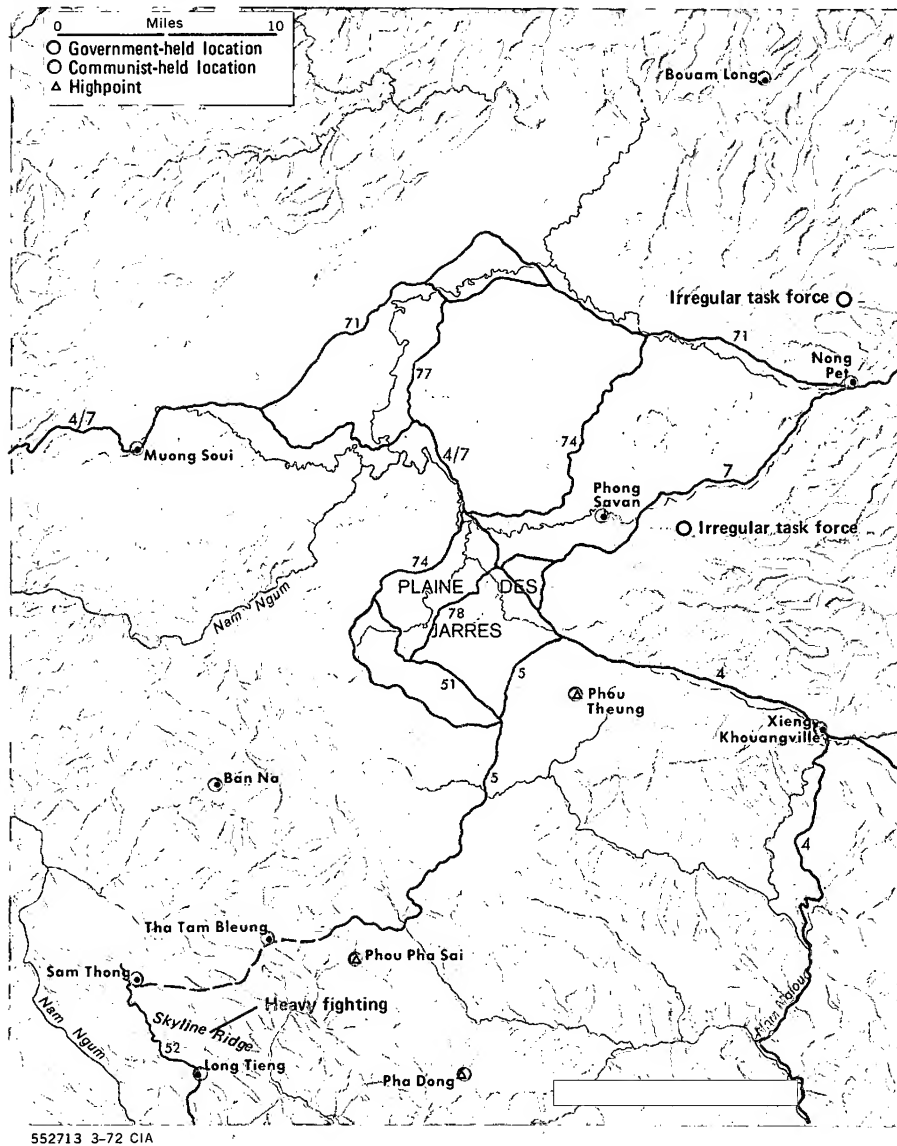 0 Miles 10
Government-held location
Communist-held location
Highpoint
Bouam Long
Irregular task force
71
71
Nong
Pet
77
4/7
Muong Soui
4/7
74
7
Phong
Savan
Irregular task force
74
PLAINE DES
78
JARRES
Nam Ngum
51
5
4
Phou
Theung
Xieng
Khouangville
Ban Na
5
4
Tha Tam Bleung
Phou Pha Sai
Sam Thong
Heavy fighting
Skyline Ridge
Nam Ngum
52
Long Tieng
Pha Dong
552713 3-72 CIA